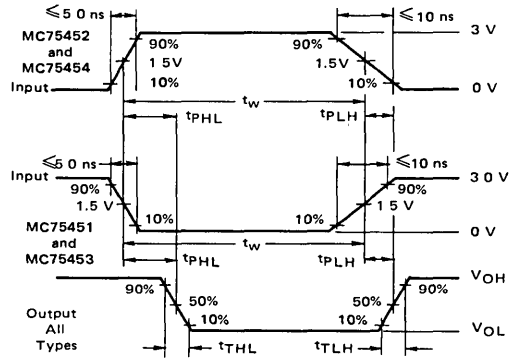 ≤5 0 ns ≤10 ns
MC75452 and MC75454 Input
90% 90% 3 V
1 5 V 1.5 V
10% 10% 0 V
tw
tPHL tPLH
≤5 0 ns ≤10 ns
Input 3 0 V
90% 90%
1.5 V 1 5 V
10% 10% 0 V
MC75451 and MC75453
tw
tPHL tPLH
90% 90% VOH
50% 50%
10% 10% VOL
Output All Types
tTHL tTLH